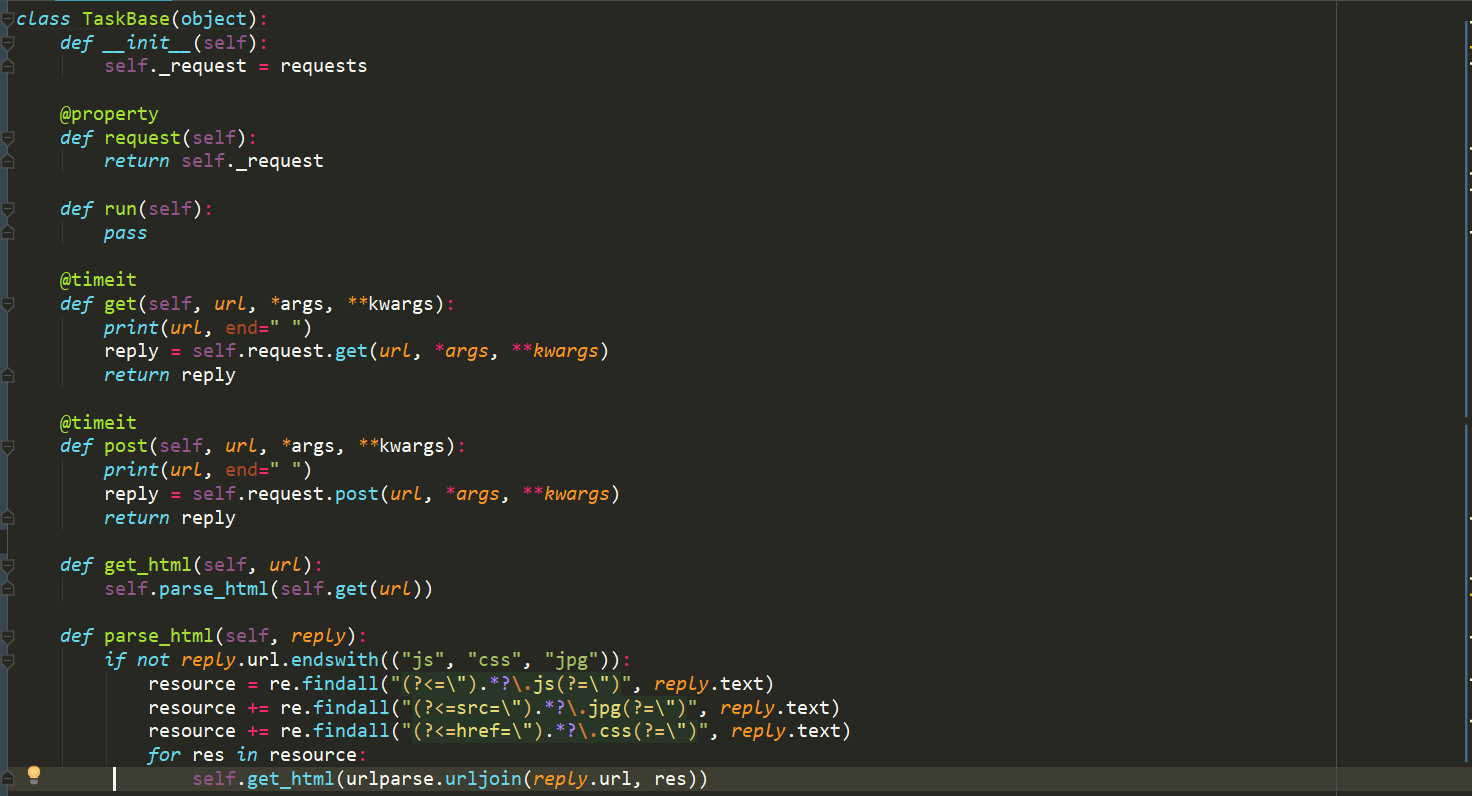 class TaskBase(object):
    def __init__(self):
        self._request = requests

    @property
    def request(self):
        return self._request

    def run(self):
        pass

    @timeit
    def get(self, url, *args, **kwargs):
        print(url, end=" ")
        reply = self.request.get(url, *args, **kwargs)
        return reply

    @timeit
    def post(self, url, *args, **kwargs):
        print(url, end=" ")
        reply = self.request.post(url, *args, **kwargs)
        return reply

    def get_html(self, url):
        self.parse_html(self.get(url))

    def parse_html(self, reply):
        if not reply.url.endswith(("js", "css", "jpg")):
            resource = re.findall("(?<=\").*?\.js(?=\")", reply.text)
            resource += re.findall("(?<=src=\").*?\.jpg(?=\")", reply.text)
            resource += re.findall("(?<=href=\").*?\.css(?=\")", reply.text)
            for res in resource:
                self.get_html(urlparse.urljoin(reply.url, res))